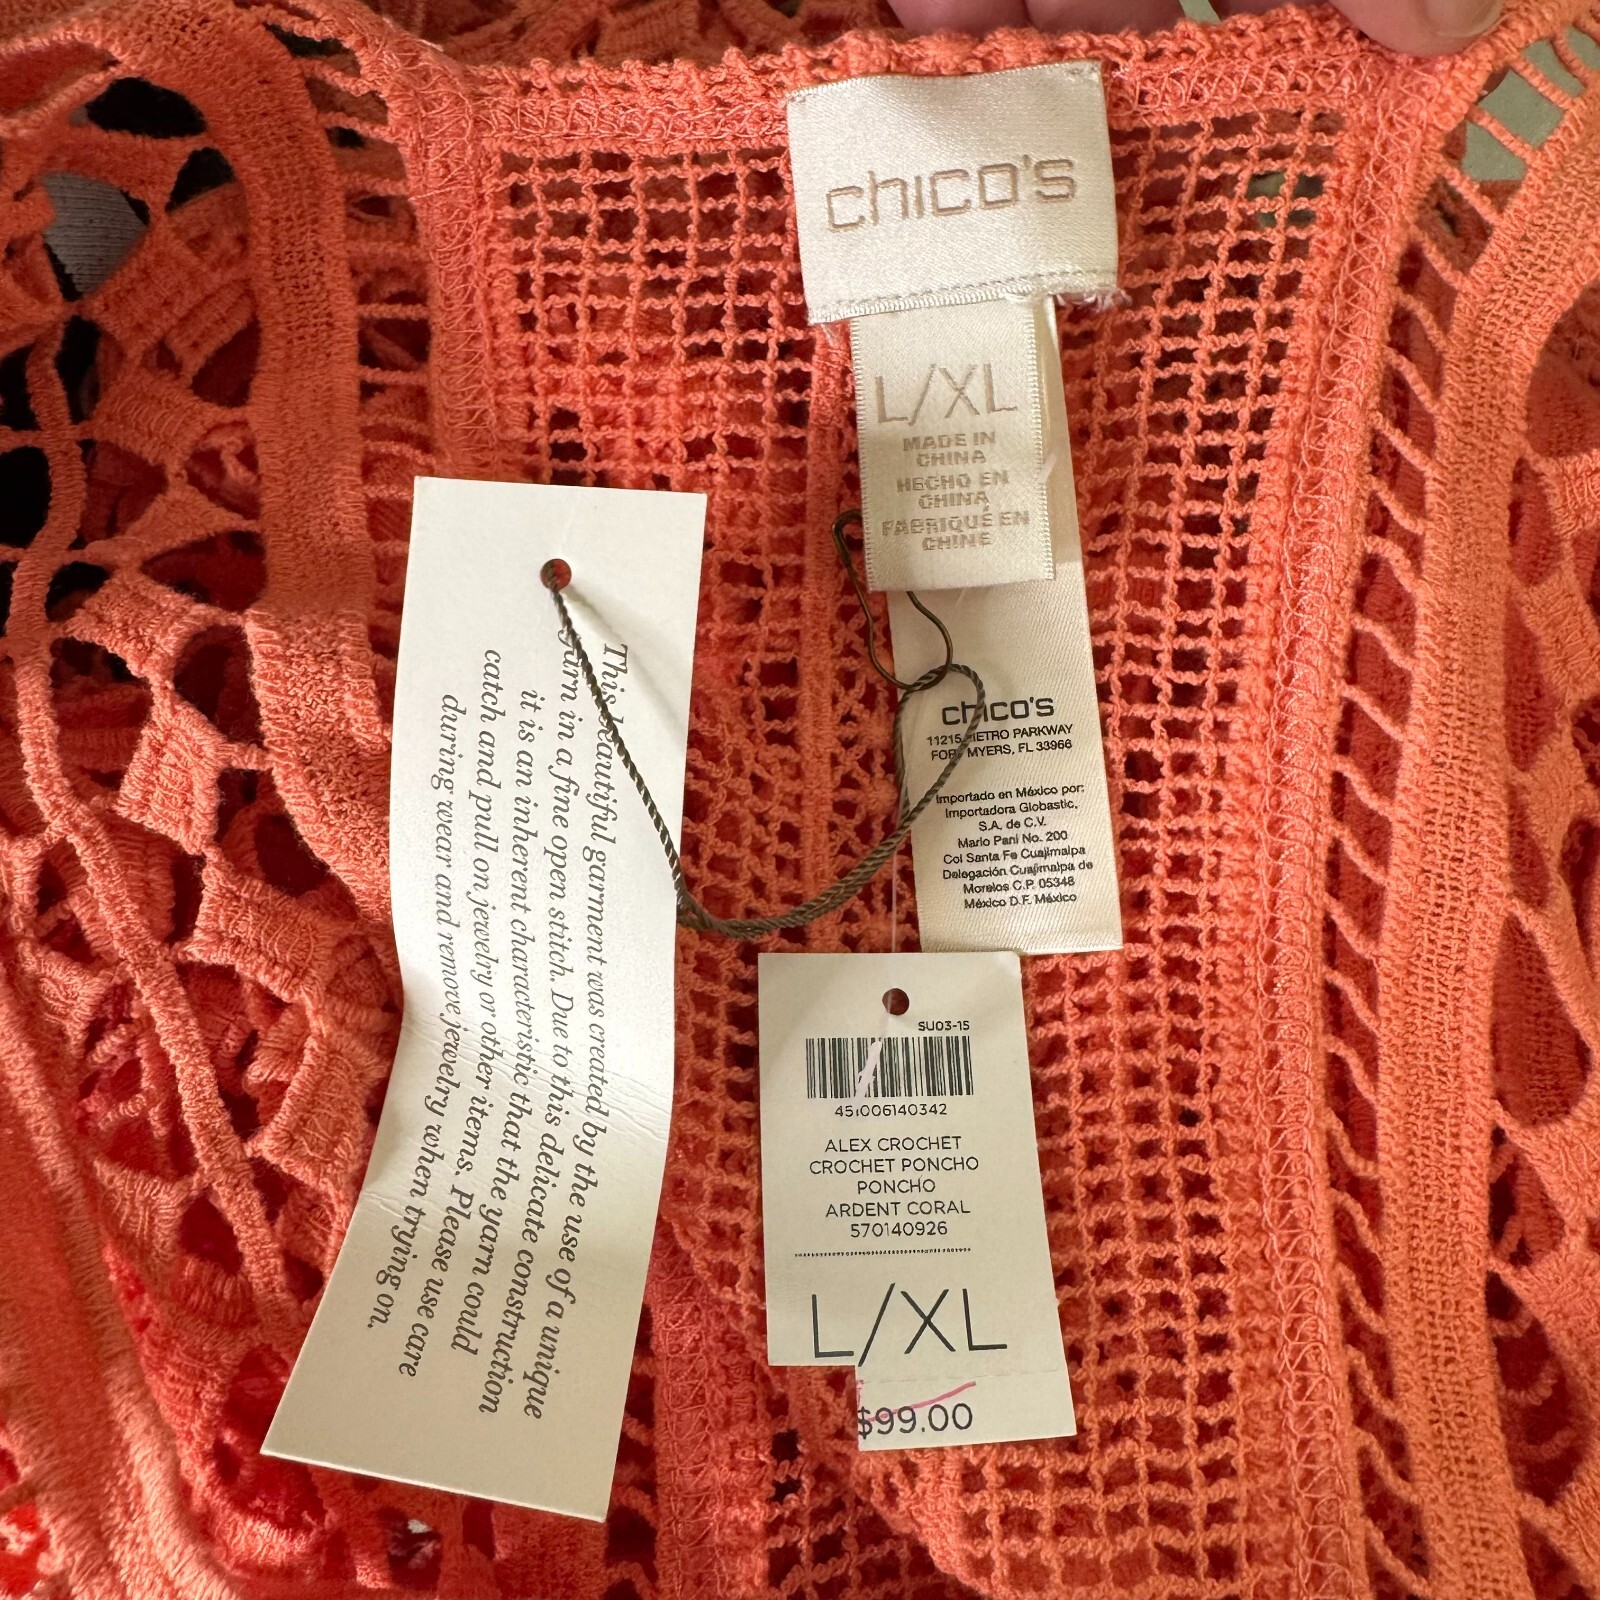 chico's
L/XL
MADE IN
CHINA
HECHO EN
CHINA
FABRIQUÉ EN
CHINE
chico's
11215 METRO PARKWAY
FORT MYERS, FL 33966
Importado en México por:
Importadora Globastic,
S.A. de C.V.
Mario Pani No. 200
Col Santa Fe Cuajimalpa
Delegación Cuajimalpa de
Morelos C.P. 05348
México D.F. México
This beautiful garment was created by the use of a unique
yarn in a fine open stitch. Due to this delicate construction
it is an inherent characteristic that the yarn could
catch and pull on jewelry or other items. Please use care
during wear and remove jewelry when trying on.
SU03-15
451006140342
ALEX CROCHET
CROCHET PONCHO
PONCHO
ARDENT CORAL
570140926
L/XL
$99.00